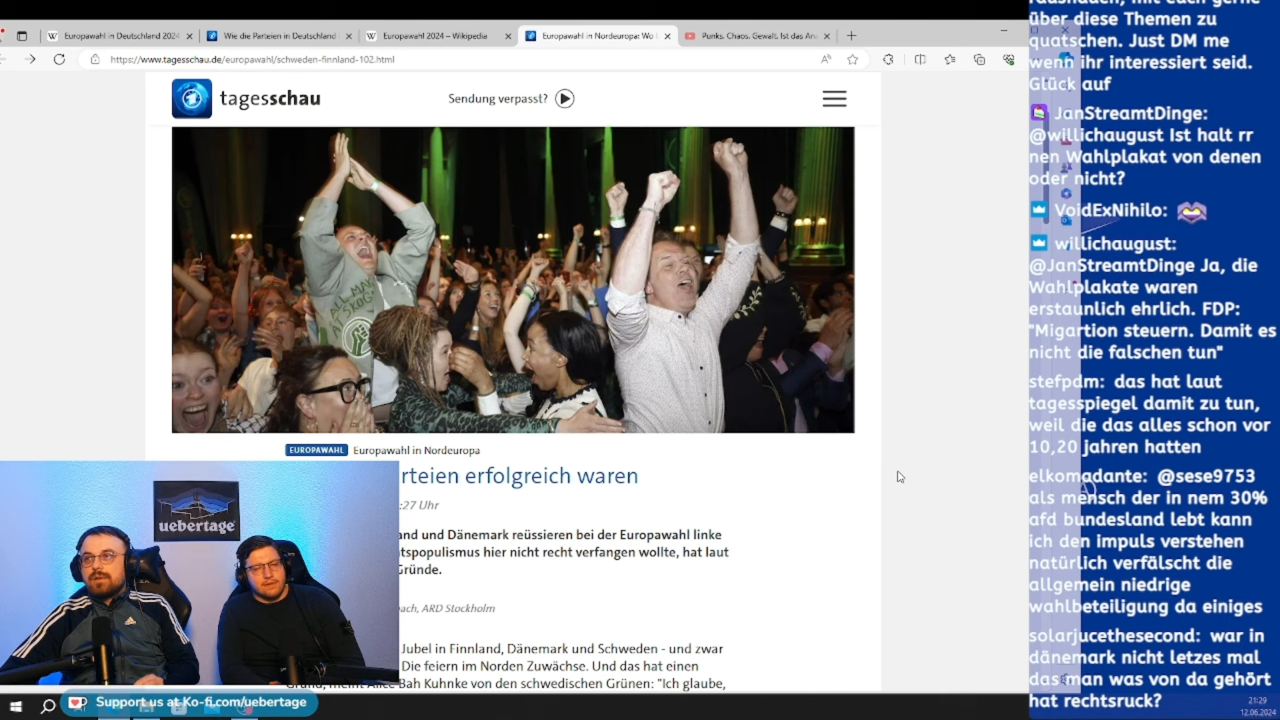 Europawahl in Deutschland 2024
Wie die Parteien in Deutschland
Europawahl 2024 – Wikipedia
Europawahl in Nordeuropa: Wo l
Punks. Chaos. Gewalt. Ist das Ana
https://www.tagesschau.de/europawahl/schweden-finnland-102.html
tagesschau
Sendung verpasst?
ALL MAKT
EUROPAWAHL Europawahl in Nordeuropa
rteien erfolgreich waren
:27 Uhr
and und Dänemark reüssieren bei der Europawahl linke
tspopulismus hier nicht recht verfangen wollte, hat laut
Gründe.
ach, ARD Stockholm
Jubel in Finnland, Dänemark und Schweden - und zwar
Die feiern im Norden Zuwächse. Und das hat einen
Grund, meint Alice Bah Kuhnke von den schwedischen Grünen: "Ich glaube,
uebertage
Support us at Ko-fi.com/uebertage
über diese Themen zu
quatschen. Just DM me
wenn ihr interessiert seid.
Glück auf
JanStreamtDinge:
@willichaugust Ist halt rr
nen Wahlplakat von denen
oder nicht?
VoidExNihilo:
willichaugust:
@JanStreamtDinge Ja, die
Wahlplakate waren
erstaunlich ehrlich. FDP:
"Migartion steuern. Damit es
nicht die falschen tun"
stefpdm: das hat laut
tagesspiegel damit zu tun,
weil die das alles schon vor
10,20 jahren hatten
elkomadante: @sese9753
als mensch der in nem 30%
afd bundesland lebt kann
ich den impuls verstehen
natürlich verfälscht die
allgemein niedrige
wahlbeteiligung da einiges
solarjucethesecond: war in
dänemark nicht letzes mal
das man was von da gehört
hat rechtsruck?
21:29
12.06.2024